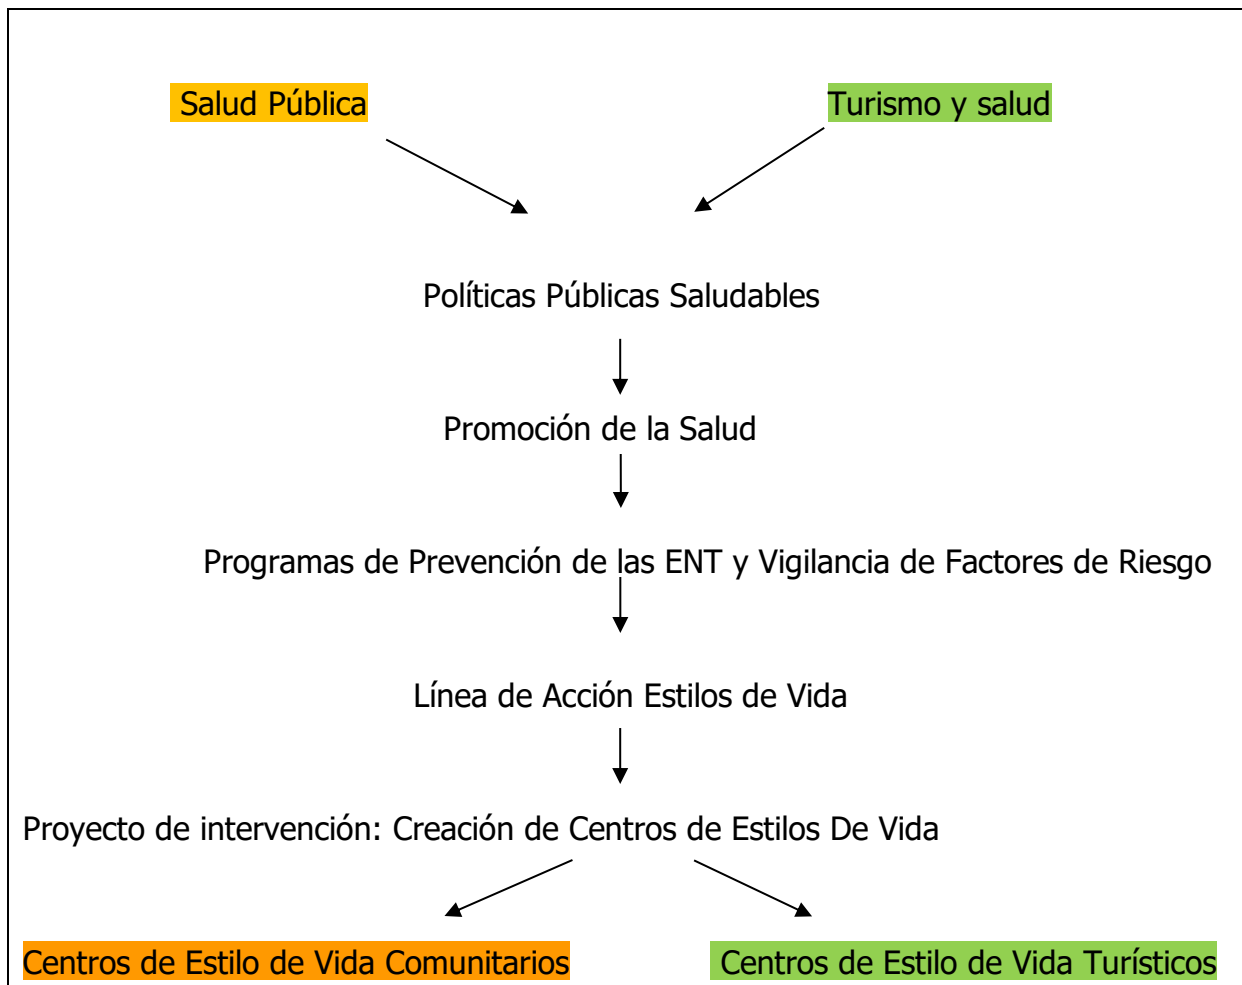 Salud Pública
Turismo y salud
Políticas Públicas Saludables
Promoción de la Salud
Programas de Prevención de las ENT y Vigilancia de Factores de Riesgo
Línea de Acción Estilos de Vida
Proyecto de intervención: Creación de Centros de Estilos De Vida
Centros de Estilo de Vida Comunitarios
Centros de Estilo de Vida Turísticos